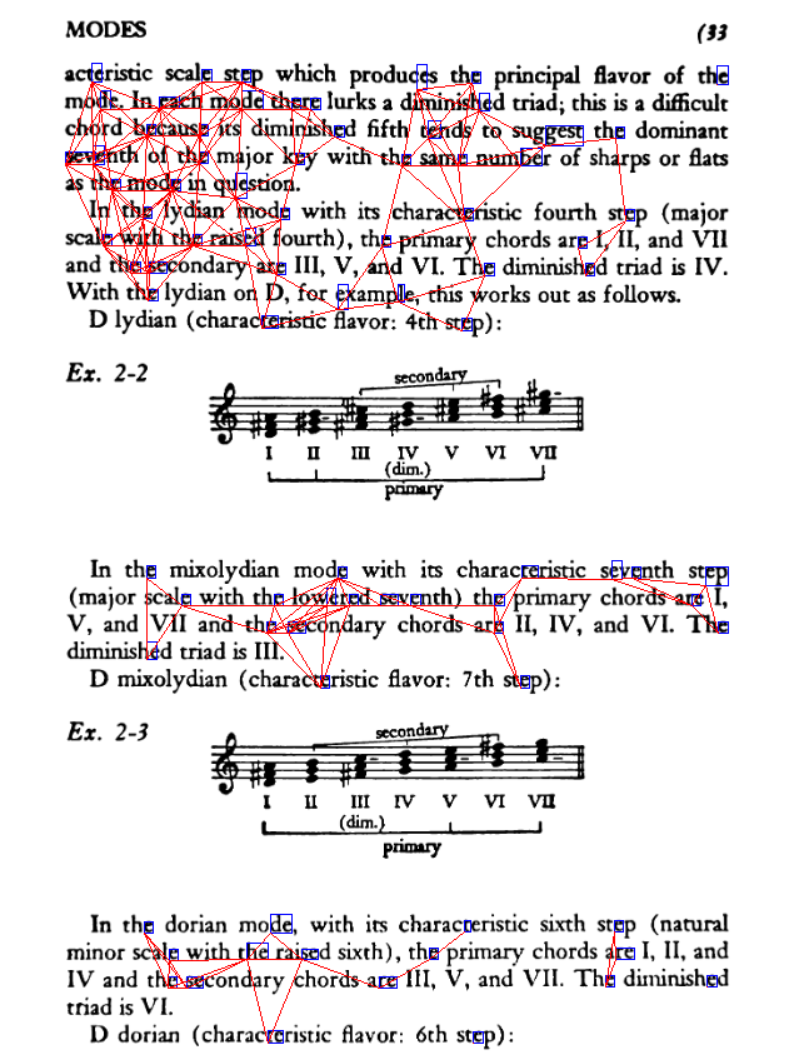 MODES (33
acteristic scale step which produces the principal flavor of the
mode. In each mode there lurks a diminished triad; this is a difficult
chord because its diminished fifth tends to suggest the dominant
seventh of the major key with the same number of sharps or flats
as the mode in question.
In the lydian mode with its characteristic fourth step (major
scale with the raised fourth), the primary chords are I, II, and VII
and the secondary are III, V, and VI. The diminished triad is IV.
With the lydian on D, for example, this works out as follows.
D lydian (characteristic flavor: 4th step):
Ex. 2-2
secondary
I II III IV V VI VII
(dim.)
primary
In the mixolydian mode with its characteristic seventh step
(major scale with the lowered seventh) the primary chords are I,
V, and VII and the secondary chords are II, IV, and VI. The
diminished triad is III.
D mixolydian (characteristic flavor: 7th step):
Ex. 2-3
secondary
I II III IV V VI VII
(dim.)
primary
In the dorian mode, with its characteristic sixth step (natural
minor scale with the raised sixth), the primary chords are I, II, and
IV and the secondary chords are III, V, and VII. The diminished
triad is VI.
D dorian (characteristic flavor: 6th step):